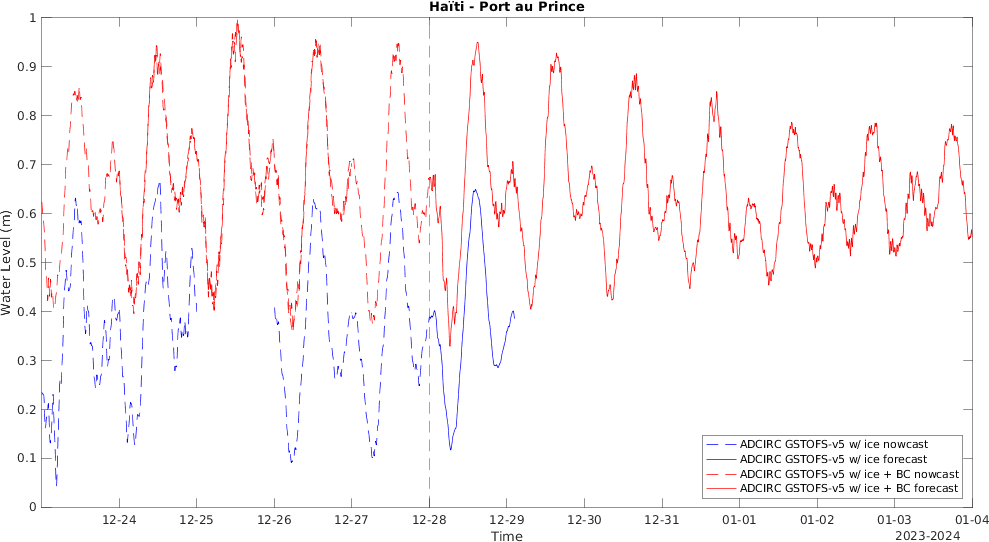 Haïti - Port au Prince
Water Level (m)
1
0.9
0.8
0.7
0.6
0.5
0.4
0.3
0.2
0.1
0
12-24 12-25 12-26 12-27 12-28 12-29 12-30 12-31 01-01 01-02 01-03 01-04
Time
2023-2024
ADCIRC GSTOFS-v5 w/ ice nowcast
ADCIRC GSTOFS-v5 w/ ice forecast
ADCIRC GSTOFS-v5 w/ ice + BC nowcast
ADCIRC GSTOFS-v5 w/ ice + BC forecast